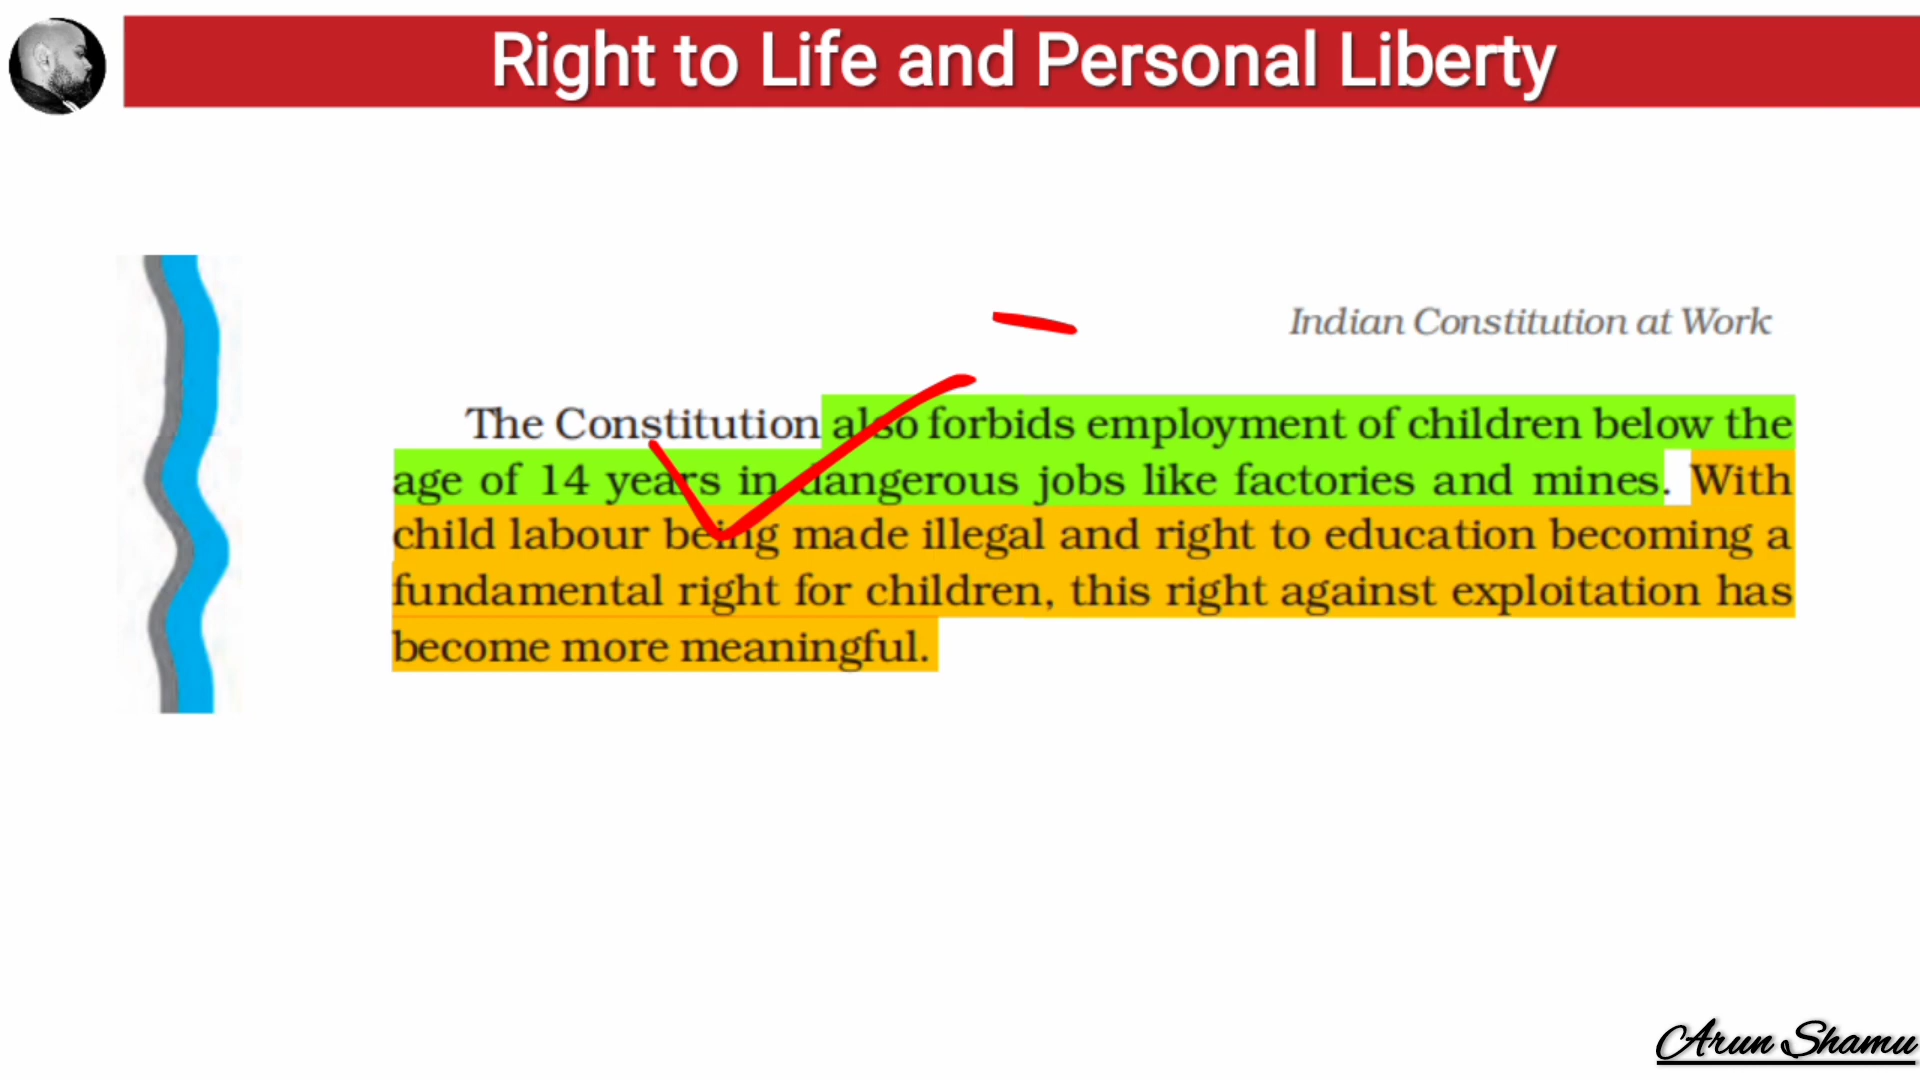 Right to Life and Personal Liberty
Indian Constitution at Work
The Constitution also forbids employment of children below the
age of 14 years in dangerous jobs like factories and mines. With
child labour being made illegal and right to education becoming a
fundamental right for children, this right against exploitation has
become more meaningful.
Arun Shamu